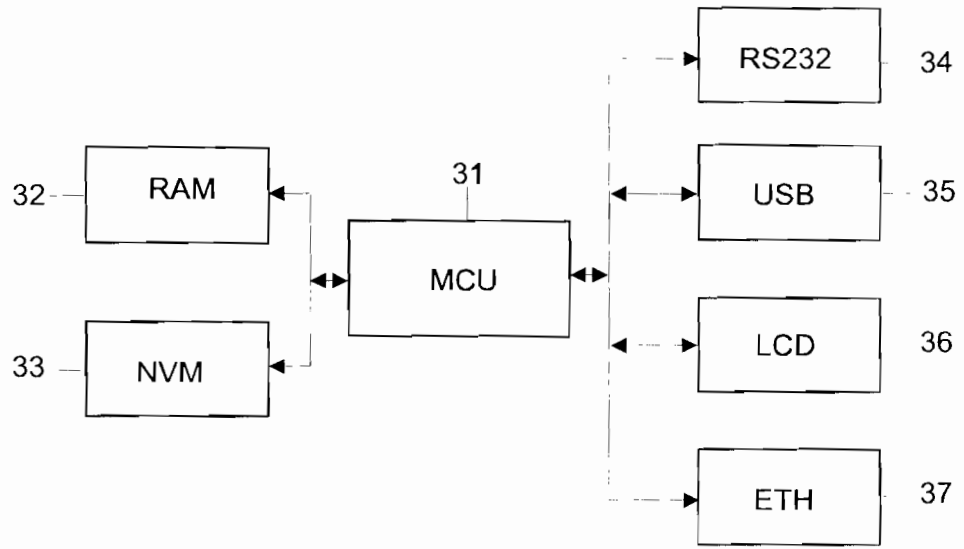 RS232 34
32 RAM
31
USB 35
MCU
33 NVM
LCD 36
ETH 37